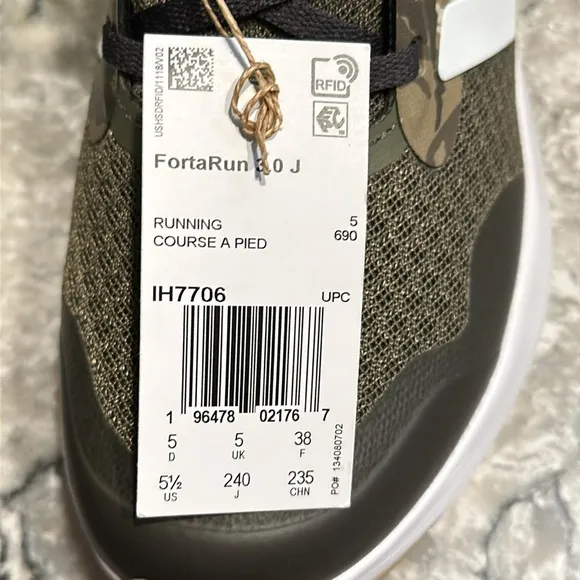 USHSDRFID/1118/V02
RFID
FortaRun 3.0 J
RUNNING 5
COURSE A PIED 690
IH7706 UPC
1 96478 02176 7
5 5 38
D UK F
5½ 240 235
US J CHN
PO# 134080702